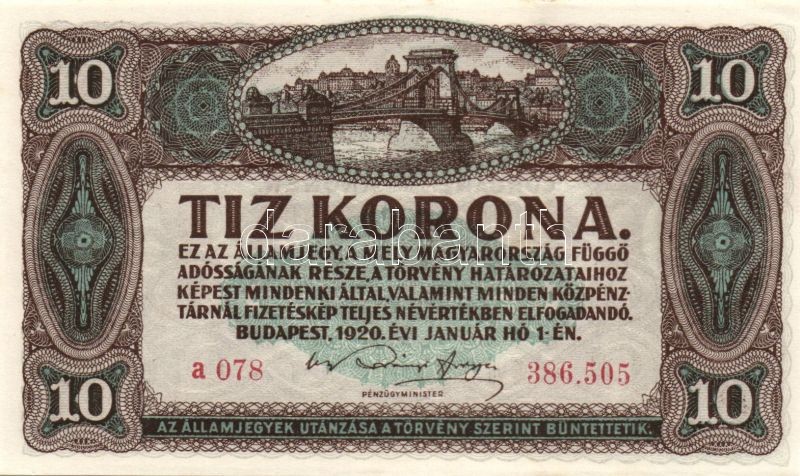 10 10
TIZ KORONA.
EZ AZ ÁLLAMJEGY, A MELY MAGYARORSZÁG FÜGGŐ
ADÓSSÁGÁNAK RÉSZE, A TÖRVÉNY HATÁROZATAIHOZ
KÉPEST MINDENKI ÁLTAL, VALAMINT MINDEN KÖZPÉNZ-
TÁRNÁL FIZETÉSKÉP TELJES NÉVÉRTÉKBEN ELFOGADANDÓ.
BUDAPEST, 1920. ÉVI JANUÁR HÓ 1-ÉN.
a 078 386.505
PÉNZÜGYMINISTER.
10 10
AZ ÁLLAMJEGYEK UTÁNZÁSA A TÖRVÉNY SZERINT BÜNTETTETIK.
darabanth